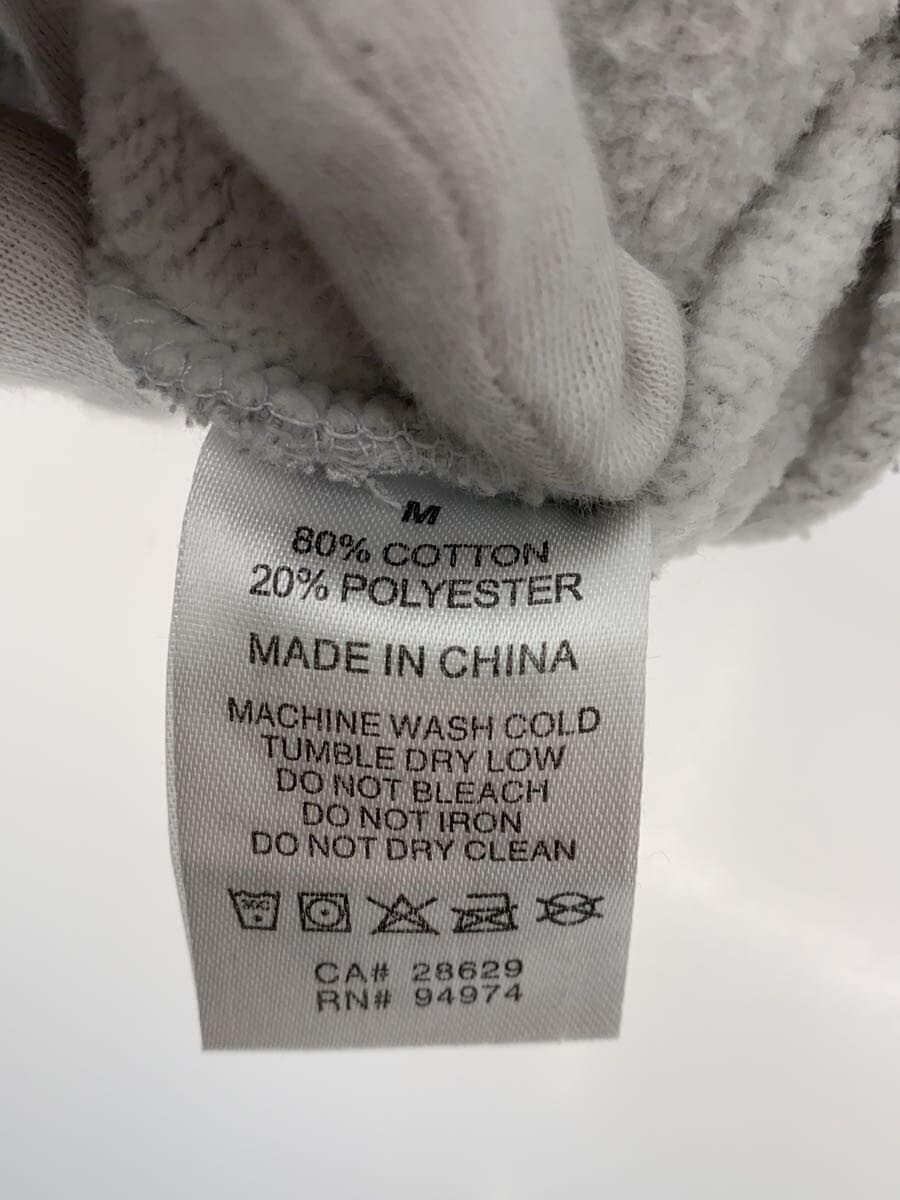 M
80% COTTON
20% POLYESTER
MADE IN CHINA
MACHINE WASH COLD
TUMBLE DRY LOW
DO NOT BLEACH
DO NOT IRON
DO NOT DRY CLEAN
30C
CA# 28629
RN# 94974